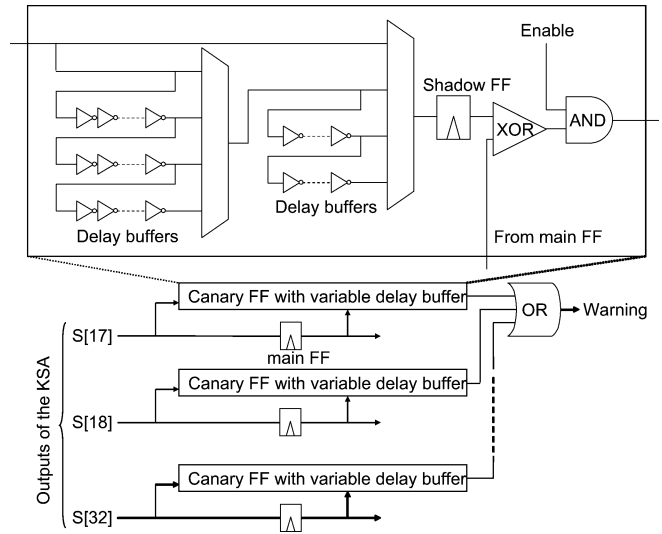 Enable
Shadow FF
XOR
AND
Delay buffers
Delay buffers
From main FF
Canary FF with variable delay buffer
OR
Warning
S[17]
main FF
Canary FF with variable delay buffer
S[18]
Outputs of the KSA
Canary FF with variable delay buffer
S[32]